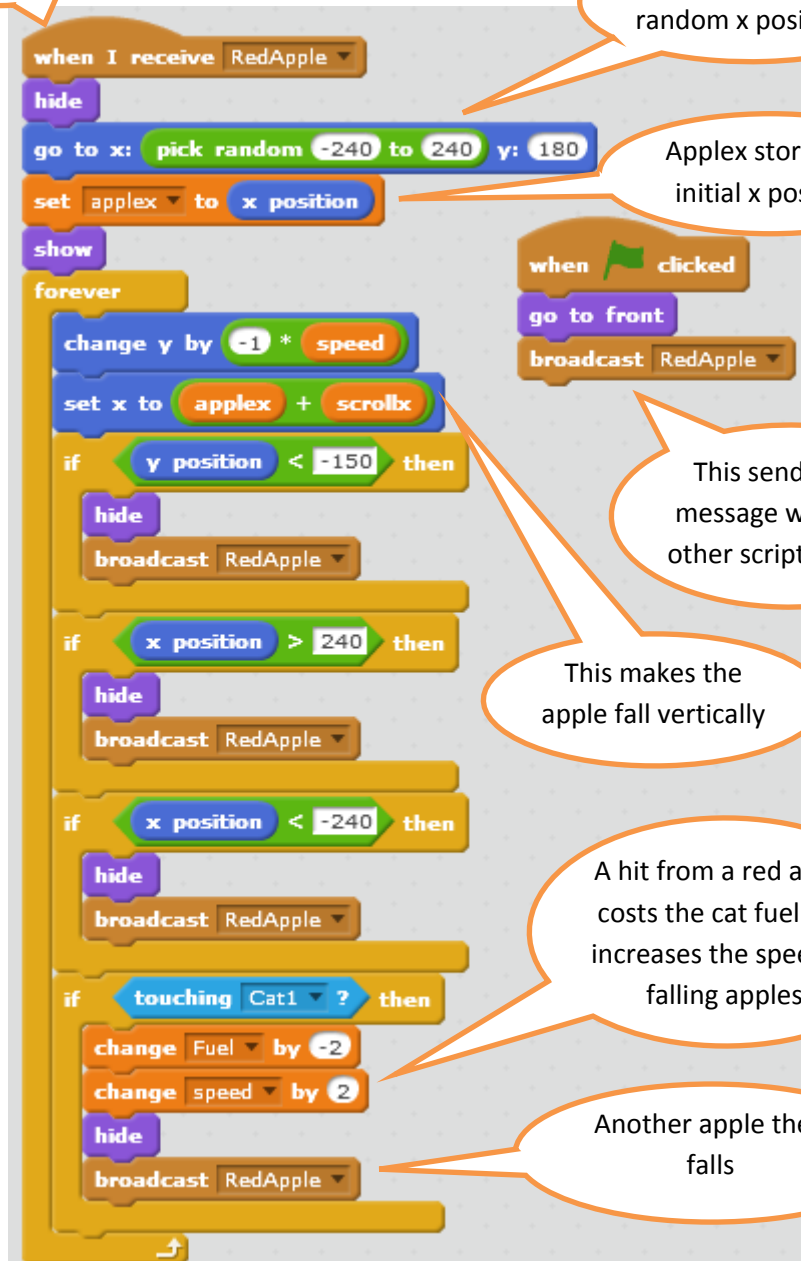 random x posi
when I receive RedApple
hide
go to x: pick random -240 to 240 y: 180
Applex stor
initial x pos
set applex to x position
show
when clicked
forever
go to front
change y by -1 * speed
broadcast RedApple
set x to applex + scrollx
if y position < -150 then
This send
message w
other script
hide
broadcast RedApple
if x position > 240 then
hide
This makes the
apple fall vertically
broadcast RedApple
if x position < -240 then
hide
A hit from a red a
costs the cat fuel
increases the spee
falling apples
broadcast RedApple
if touching Cat1 ? then
change Fuel by -2
change speed by 2
hide
Another apple the
falls
broadcast RedApple